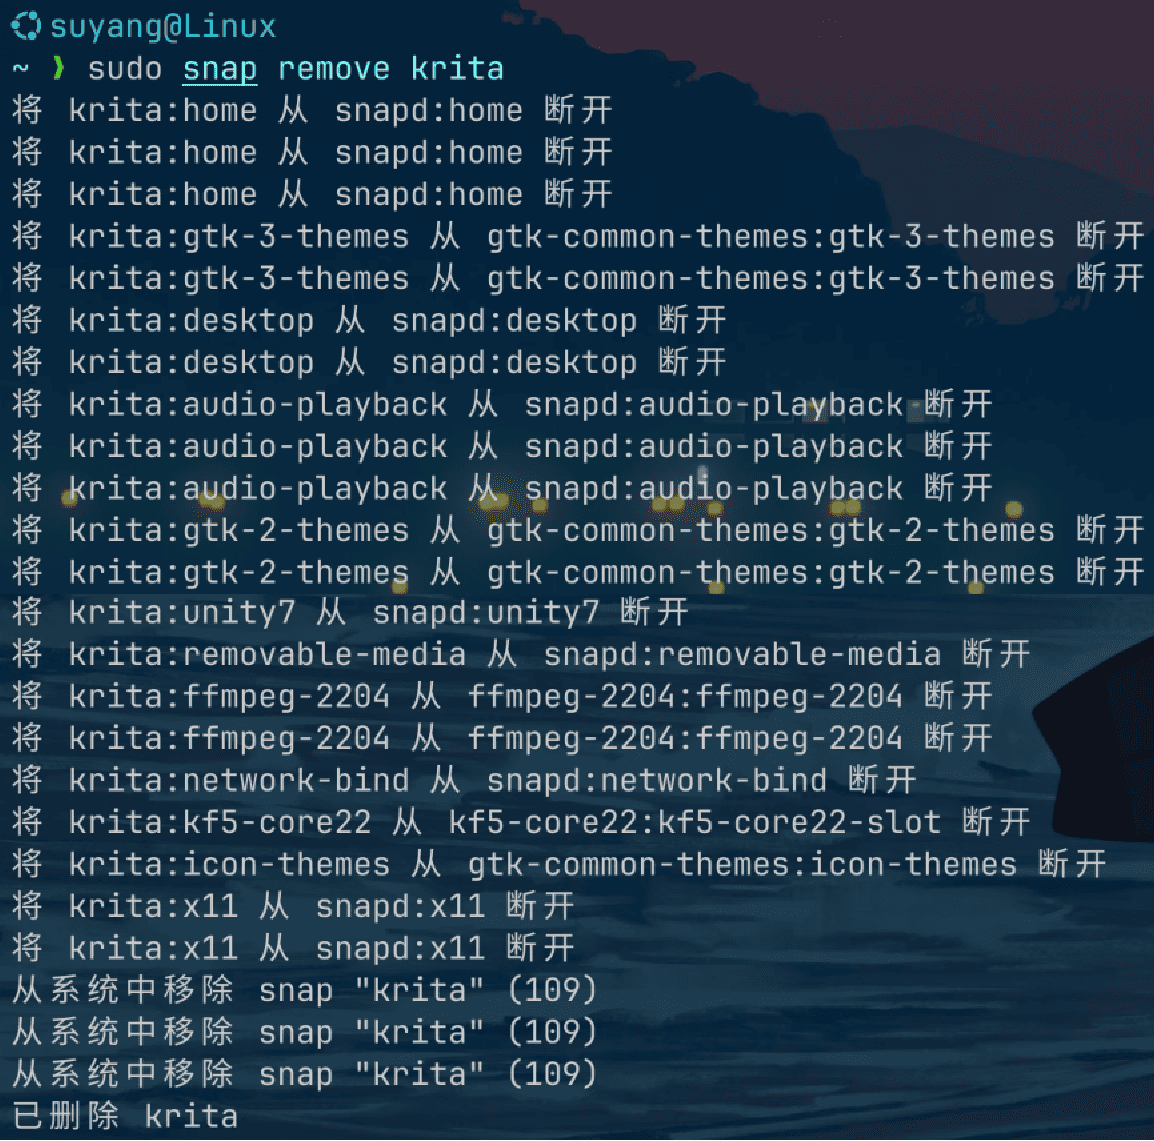 suyang@Linux
~ ❯ sudo snap remove krita
将 krita:home 从 snapd:home 断开
将 krita:home 从 snapd:home 断开
将 krita:home 从 snapd:home 断开
将 krita:gtk-3-themes 从 gtk-common-themes:gtk-3-themes 断开
将 krita:gtk-3-themes 从 gtk-common-themes:gtk-3-themes 断开
将 krita:desktop 从 snapd:desktop 断开
将 krita:desktop 从 snapd:desktop 断开
将 krita:audio-playback 从 snapd:audio-playback 断开
将 krita:audio-playback 从 snapd:audio-playback 断开
将 krita:audio-playback 从 snapd:audio-playback 断开
将 krita:gtk-2-themes 从 gtk-common-themes:gtk-2-themes 断开
将 krita:gtk-2-themes 从 gtk-common-themes:gtk-2-themes 断开
将 krita:unity7 从 snapd:unity7 断开
将 krita:removable-media 从 snapd:removable-media 断开
将 krita:ffmpeg-2204 从 ffmpeg-2204:ffmpeg-2204 断开
将 krita:ffmpeg-2204 从 ffmpeg-2204:ffmpeg-2204 断开
将 krita:network-bind 从 snapd:network-bind 断开
将 krita:kf5-core22 从 kf5-core22:kf5-core22-slot 断开
将 krita:icon-themes 从 gtk-common-themes:icon-themes 断开
将 krita:x11 从 snapd:x11 断开
将 krita:x11 从 snapd:x11 断开
从系统中移除 snap "krita" (109)
从系统中移除 snap "krita" (109)
从系统中移除 snap "krita" (109)
已删除 krita